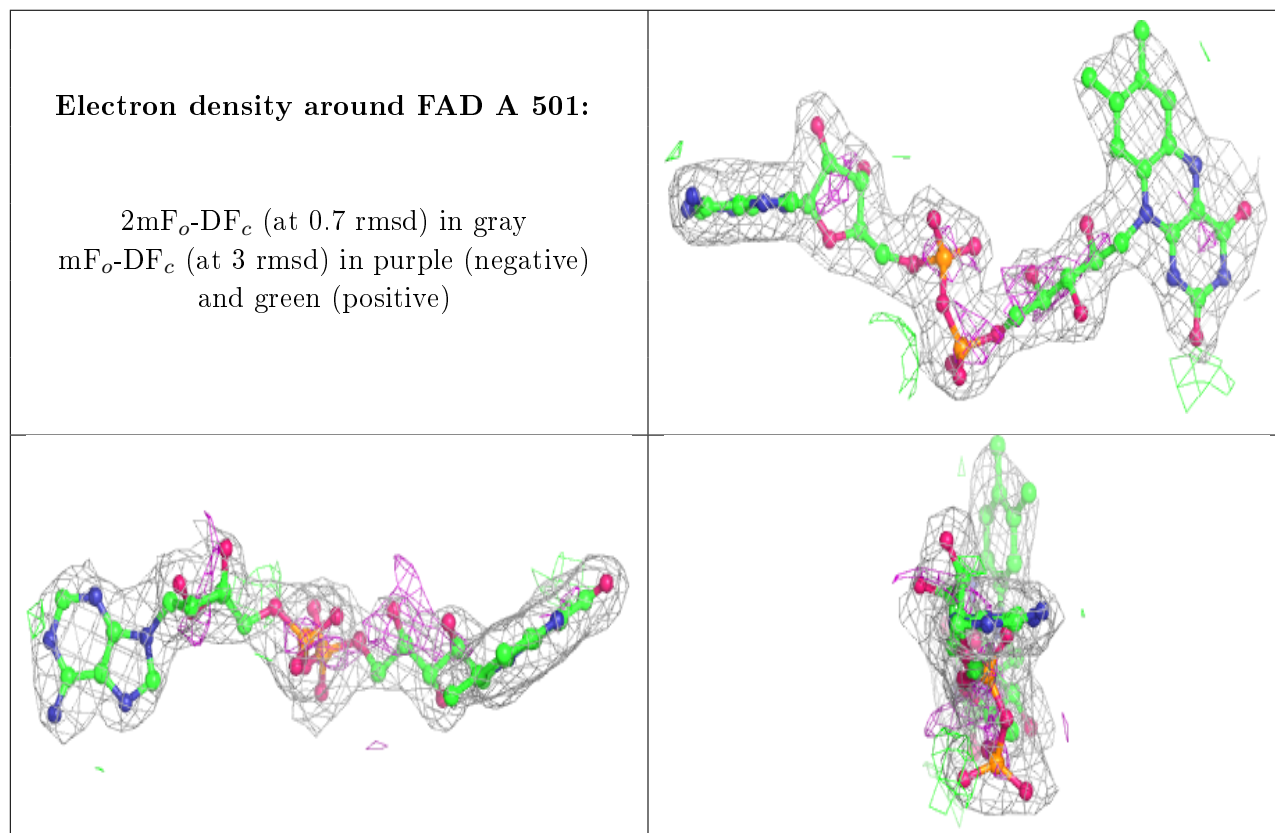 Electron density around FAD A 501:
2mFₒ-DF𝑐 (at 0.7 rmsd) in gray
mFₒ-DF𝑐 (at 3 rmsd) in purple (negative)
and green (positive)